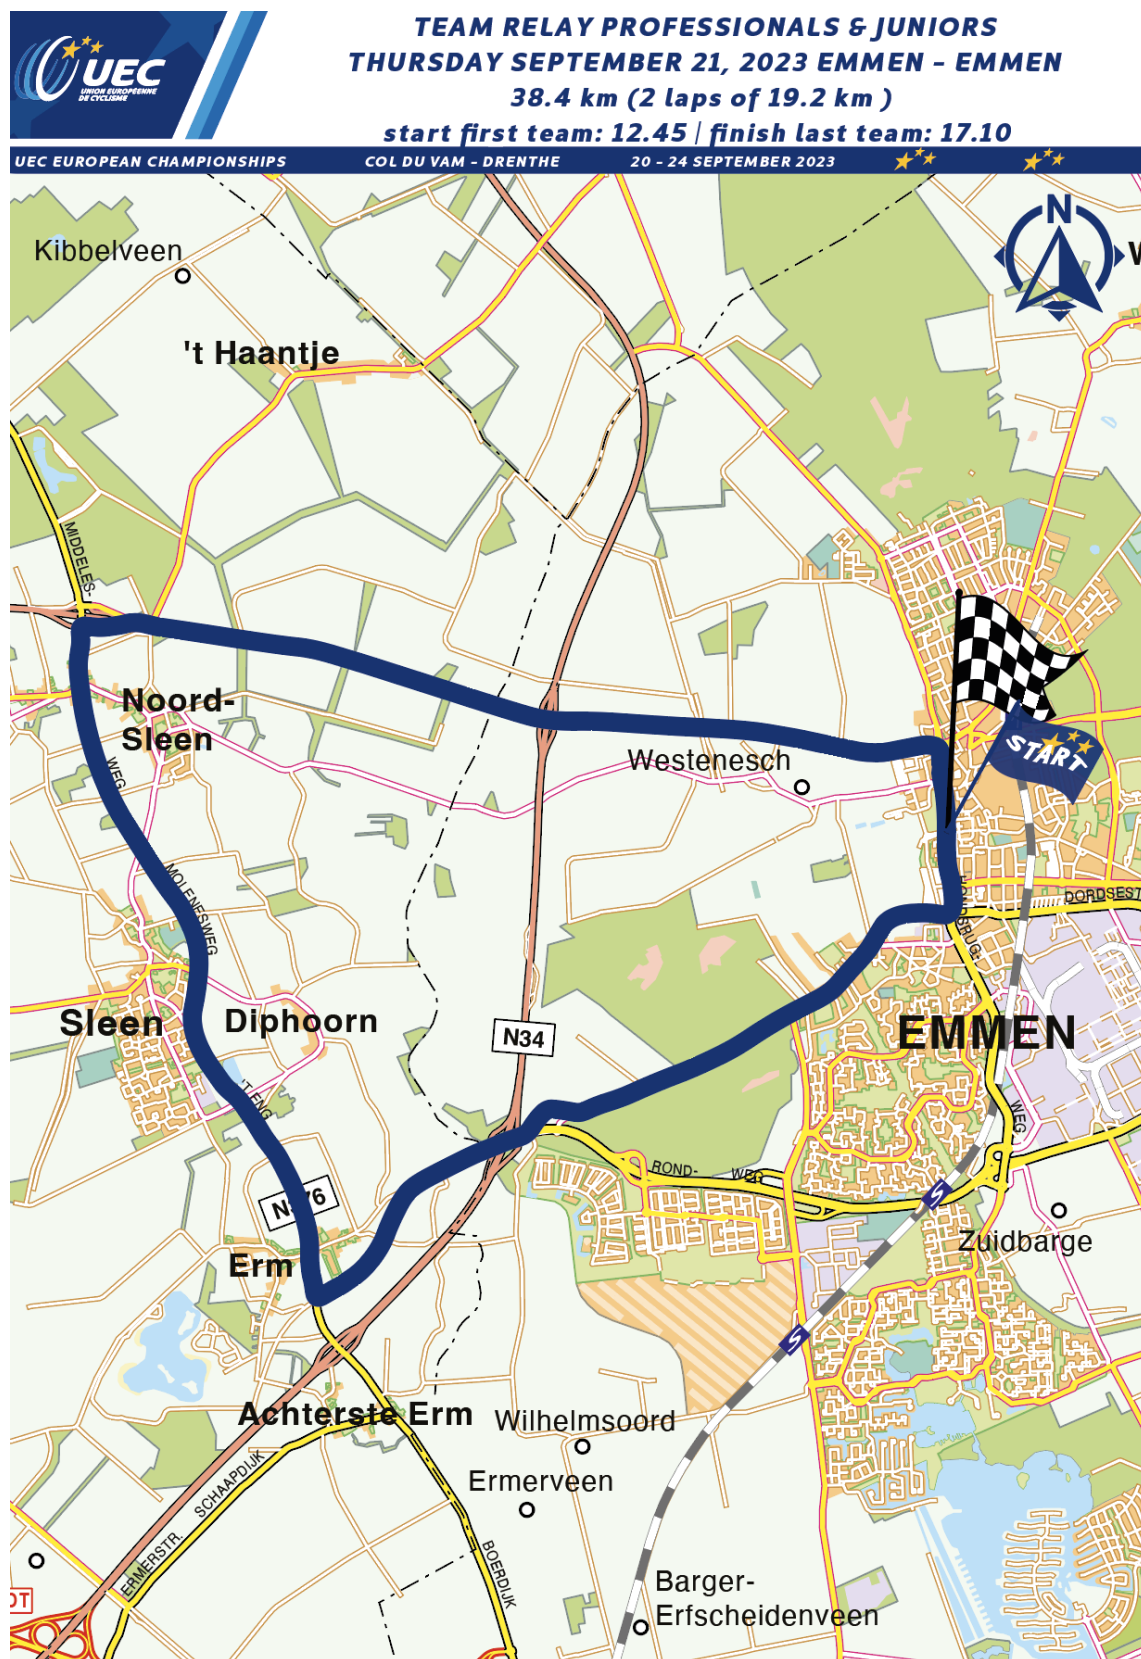 TEAM RELAY PROFESSIONALS & JUNIORS
THURSDAY SEPTEMBER 21, 2023 EMMEN – EMMEN
38.4 km (2 laps of 19.2 km )
start first team: 12.45 | finish last team: 17.10
UEC
UNION EUROPÉENNE
DE CYCLISME
UEC EUROPEAN CHAMPIONSHIPS COL DU VAM – DRENTHE 20 – 24 SEPTEMBER 2023
N
W
Kibbelveen
't Haantje
MIDDELES-
Noord-
Sleen
WEG
Westenesch
START
MOLENESWEG
DORDSEST
Sleen
Diphoorn
N34
EMMEN
'T ENG
WEG
ROND-
WEG
Erm
S
Zuidbarge
S
Achterste Erm
Wilhelmsoord
Ermerveen
SCHAAPDIJK
ERMERSTR.
BOERDIJK
Barger-
Erfscheidenveen